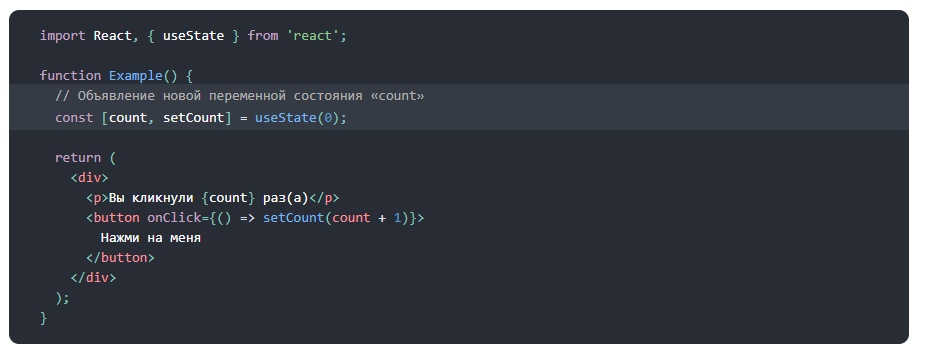 import React, { useState } from 'react';
function Example() {
// Объявление новой переменной состояния «count»
const [count, setCount] = useState(0);
return (
<div>
<p>Вы кликнули {count} раз(а)</p>
<button onClick={() => setCount(count + 1)}>
Нажми на меня
</button>
</div>
);
}